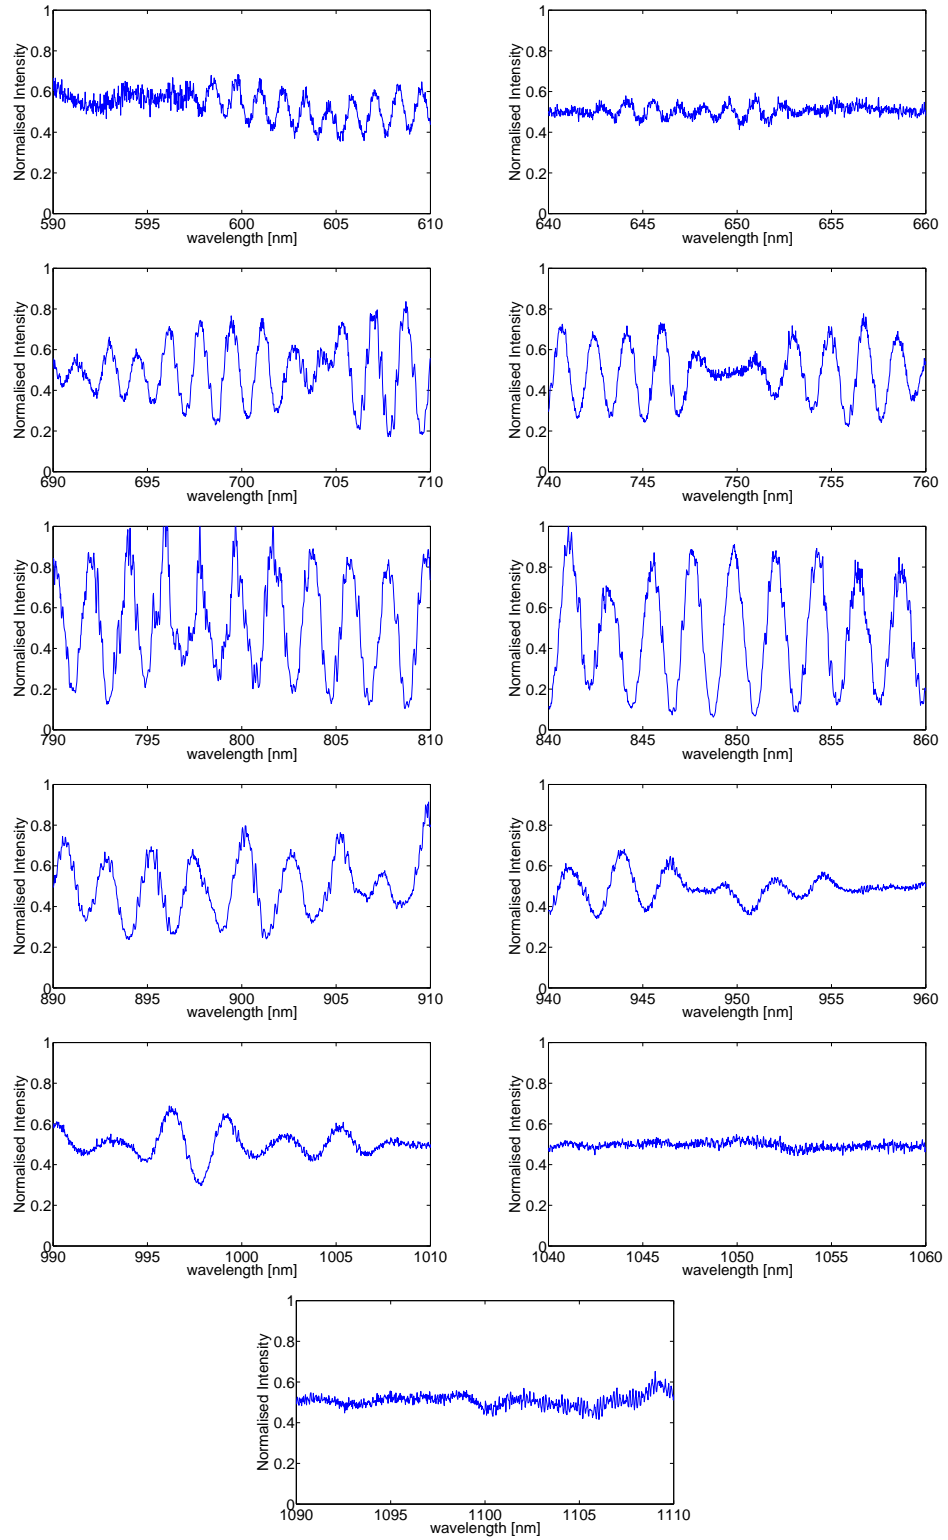 1
0.8
0.6
0.4
0.2
0
590 595 600 605 610
Normalised Intensity
wavelength [nm]
1
0.8
0.6
0.4
0.2
0
640 645 650 655 660
Normalised Intensity
wavelength [nm]
1
0.8
0.6
0.4
0.2
0
690 695 700 705 710
Normalised Intensity
wavelength [nm]
1
0.8
0.6
0.4
0.2
0
740 745 750 755 760
Normalised Intensity
wavelength [nm]
1
0.8
0.6
0.4
0.2
0
790 795 800 805 810
Normalised Intensity
wavelength [nm]
1
0.8
0.6
0.4
0.2
0
840 845 850 855 860
Normalised Intensity
wavelength [nm]
1
0.8
0.6
0.4
0.2
0
890 895 900 905 910
Normalised Intensity
wavelength [nm]
1
0.8
0.6
0.4
0.2
0
940 945 950 955 960
Normalised Intensity
wavelength [nm]
1
0.8
0.6
0.4
0.2
0
990 995 1000 1005 1010
Normalised Intensity
wavelength [nm]
1
0.8
0.6
0.4
0.2
0
1040 1045 1050 1055 1060
Normalised Intensity
wavelength [nm]
1
0.8
0.6
0.4
0.2
0
1090 1095 1100 1105 1110
Normalised Intensity
wavelength [nm]